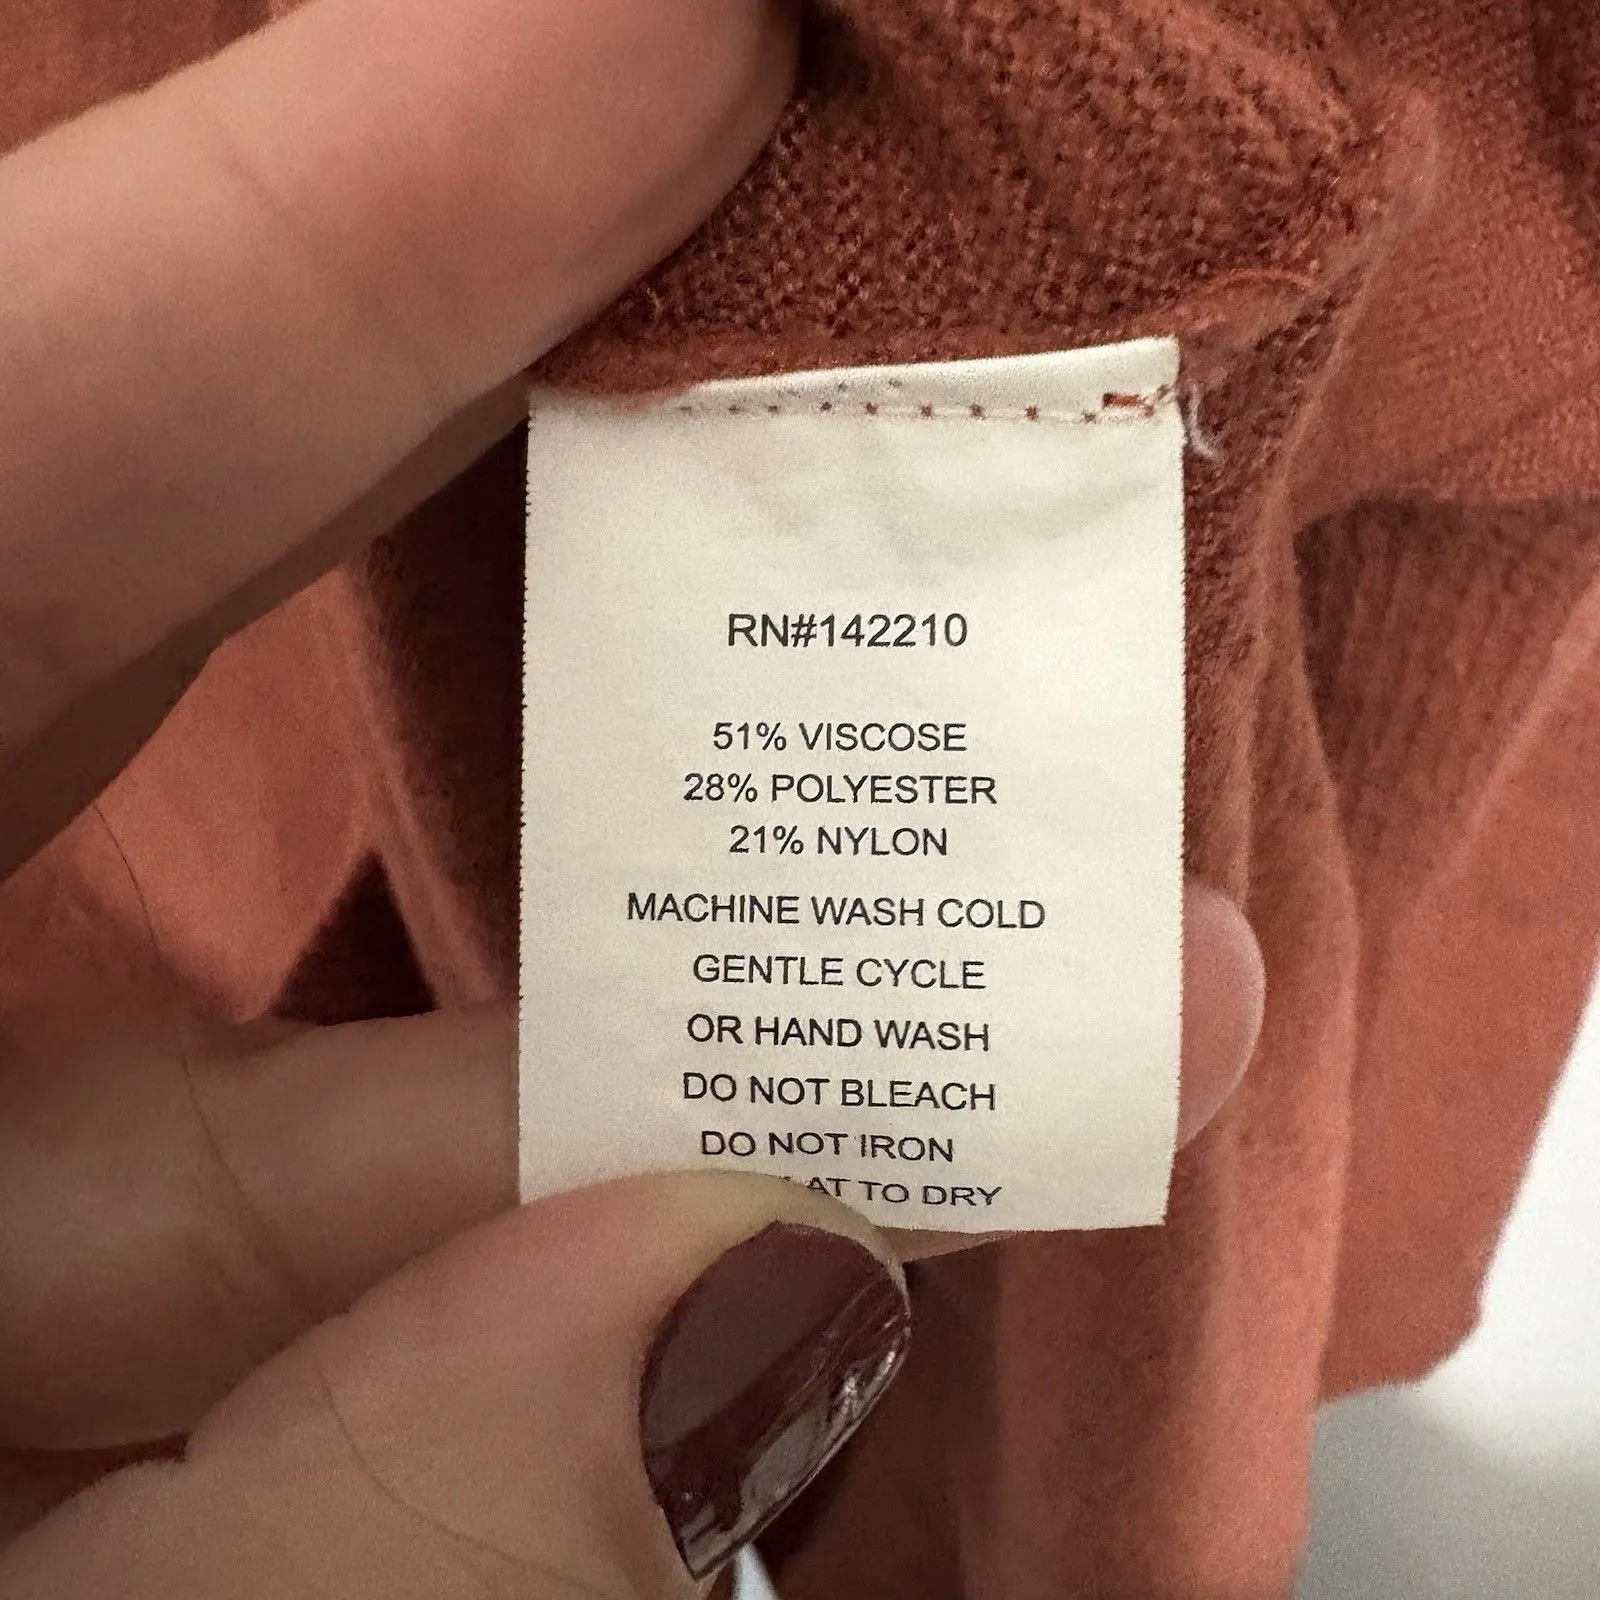 RN#142210
51% VISCOSE
28% POLYESTER
21% NYLON
MACHINE WASH COLD
GENTLE CYCLE
OR HAND WASH
DO NOT BLEACH
DO NOT IRON
TO DRY